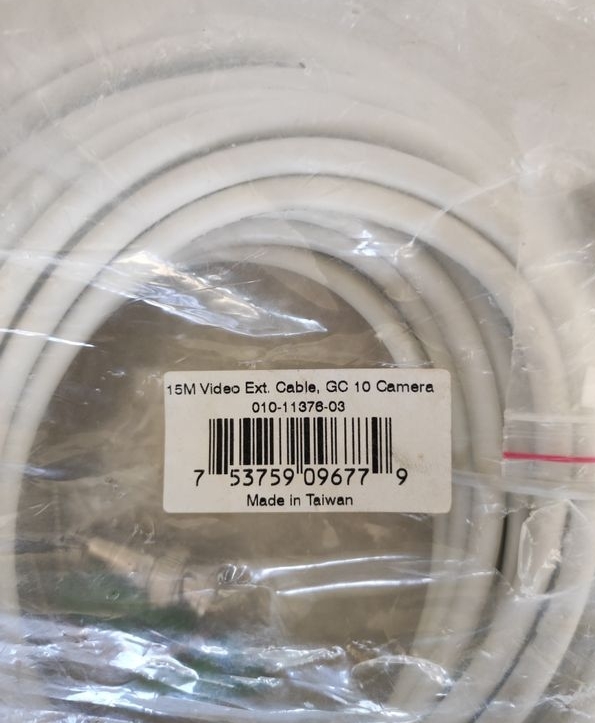 15M Video Ext. Cable, GC 10 Camera
010-11376-03
7 53759 09677 9
Made in Taiwan